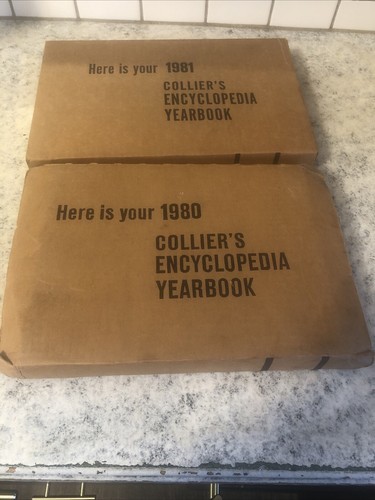 Here is your 1981
COLLIER'S
ENCYCLOPEDIA
YEARBOOK
Here is your 1980
COLLIER'S
ENCYCLOPEDIA
YEARBOOK